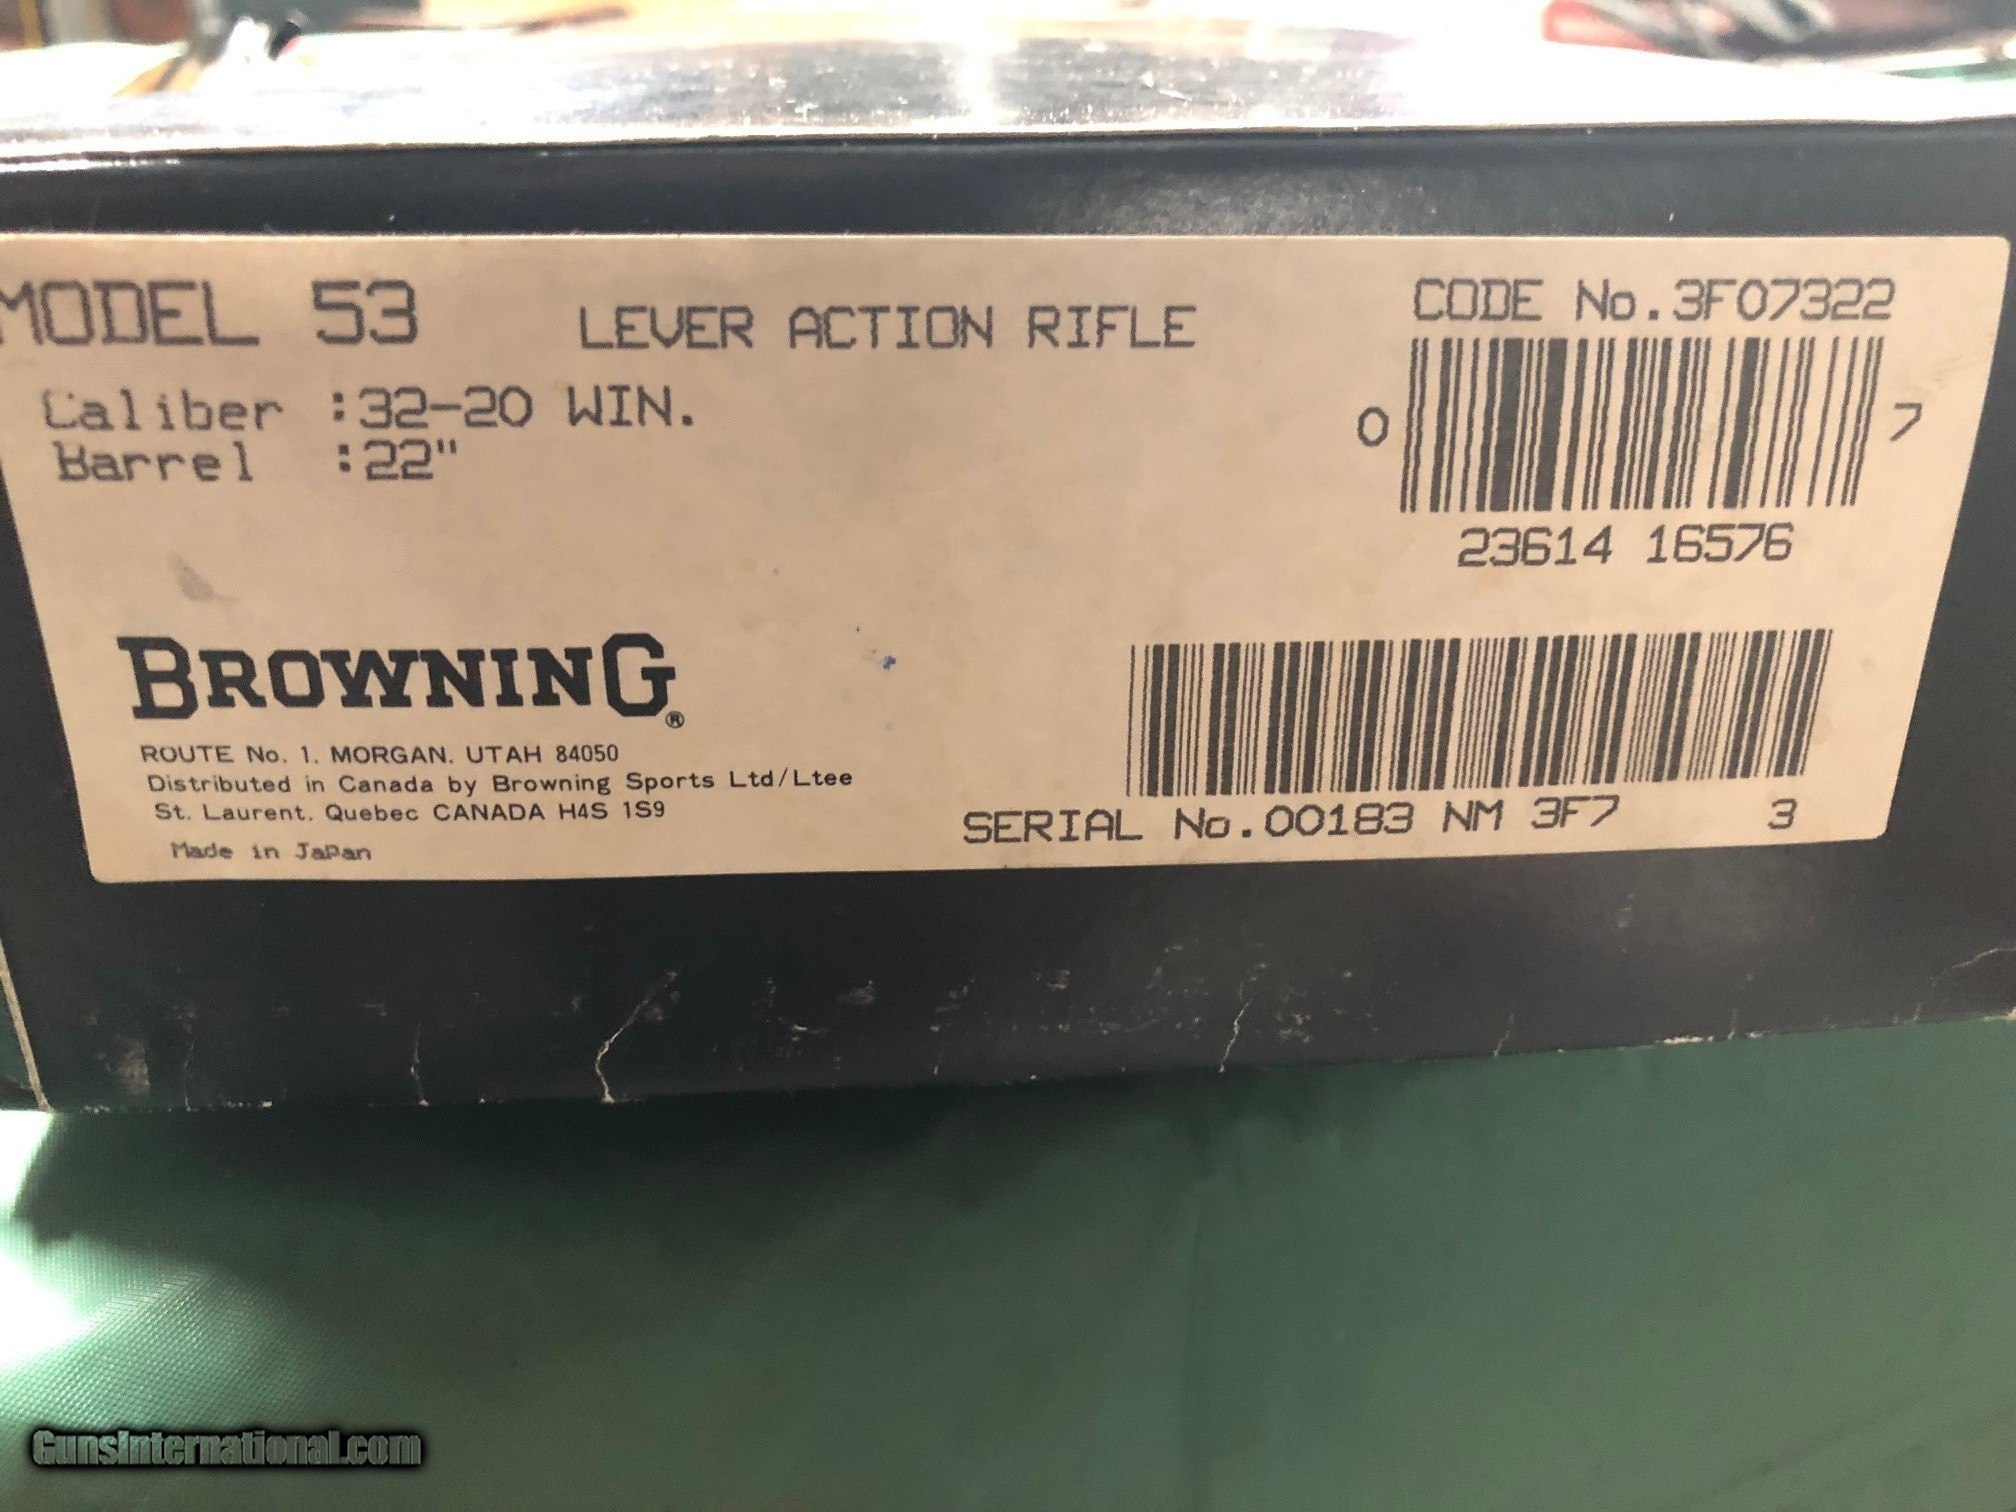 MODEL 53 LEVER ACTION RIFLE
CODE No.3F07322
Caliber :32-20 WIN.
Barrel :22"
0 7
23614 16576
BROWNING®
ROUTE No. 1, MORGAN, UTAH 84050
Distributed in Canada by Browning Sports Ltd/Ltee
St. Laurent, Quebec CANADA H4S 1S9
Made in Japan
SERIAL No.00183 NM 3F7 3
GunsInternational.com